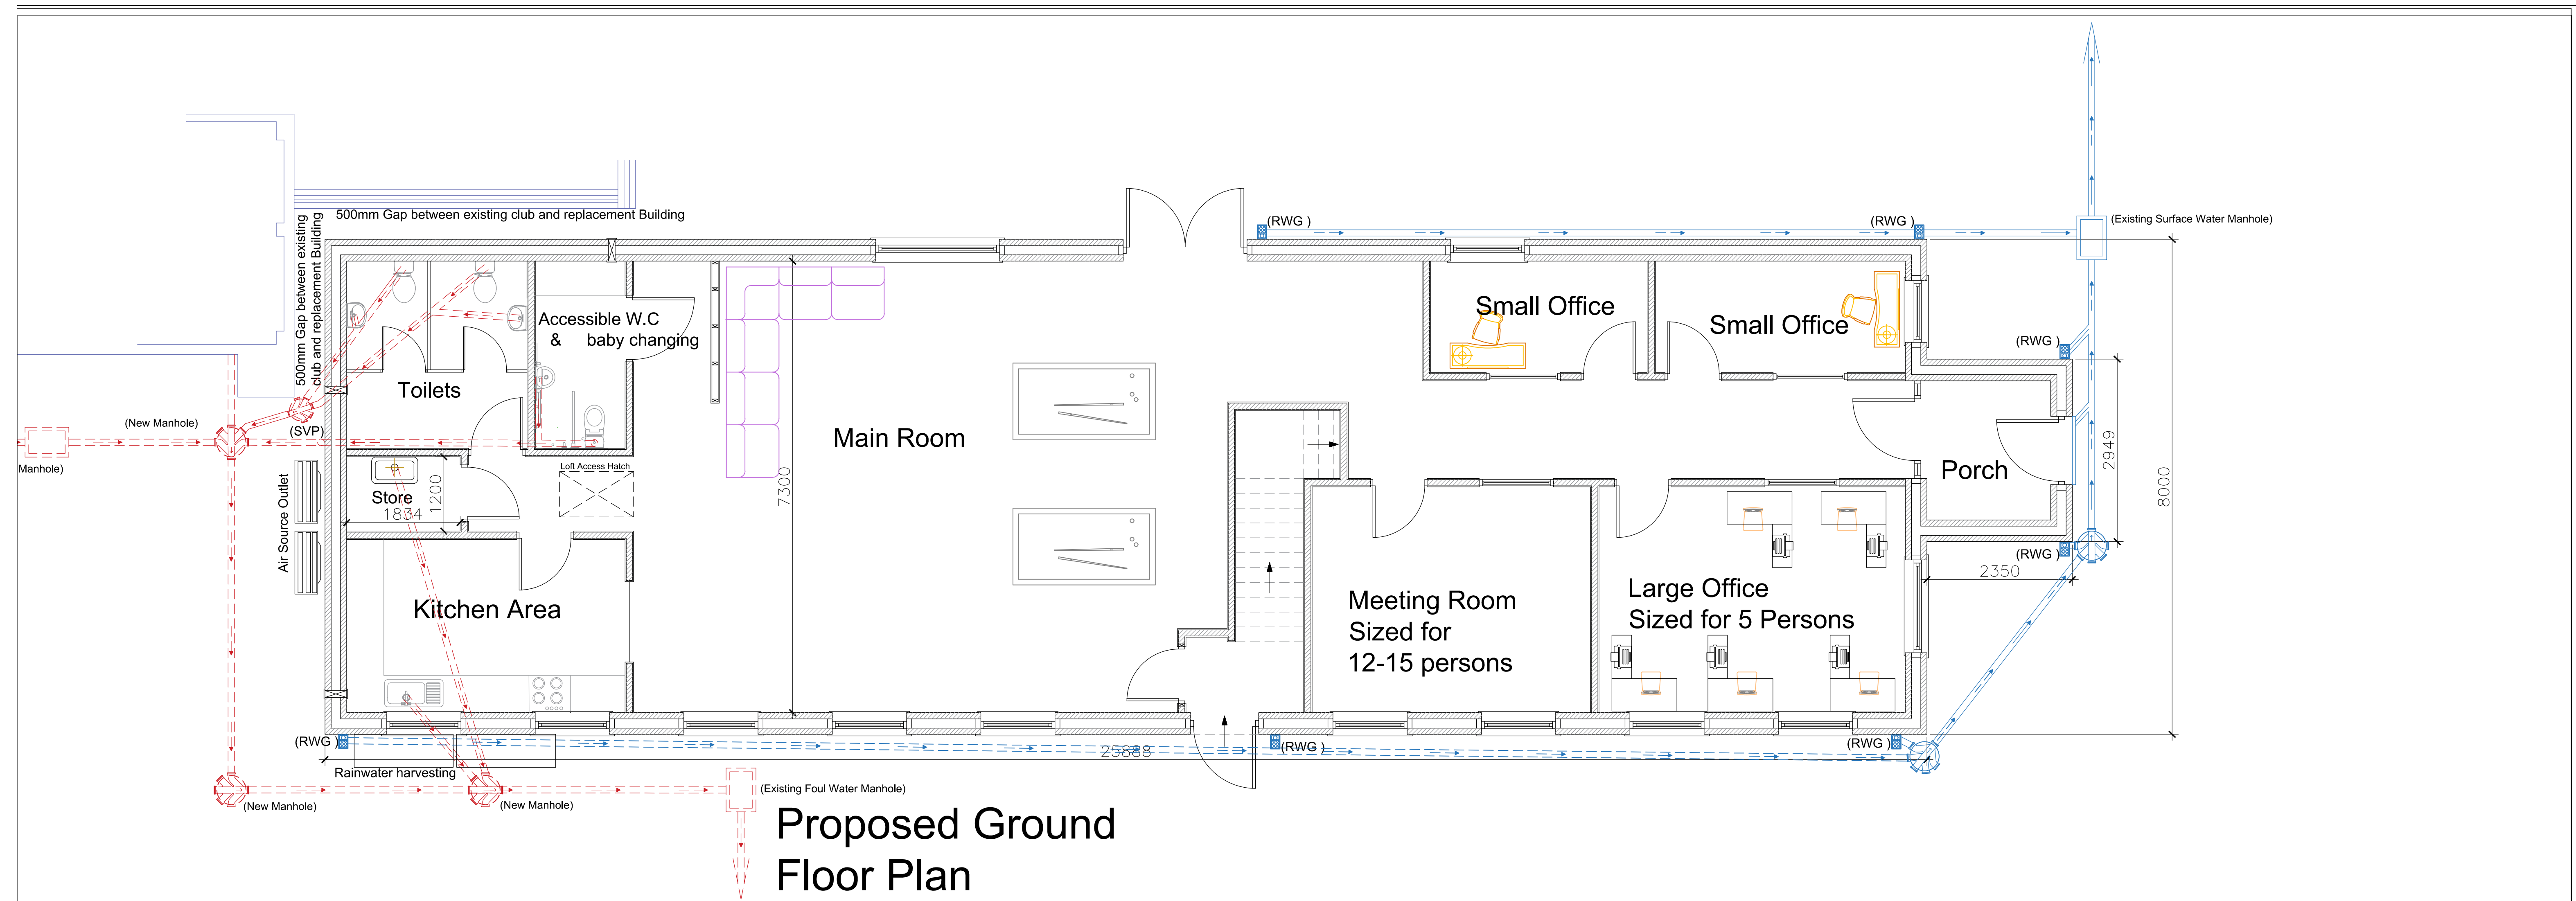 500mm Gap between existing club and replacement Building
500mm Gap between existing
club and replacement Building
(RWG )
(RWG )
(Existing Surface Water Manhole)
Small Office
Small Office
Accessible W.C
& baby changing
(RWG )
Toilets
(New Manhole)
(SVP)
Manhole)
Main Room
7300
Loft Access Hatch
Porch
2949
8000
Air Source Outlet
Store
1200
1834
(RWG )
2350
Kitchen Area
Meeting Room
Sized for
12-15 persons
Large Office
Sized for 5 Persons
(RWG )
(RWG )
(RWG )
25888
Rainwater harvesting
(New Manhole)
(New Manhole)
(Existing Foul Water Manhole)
Proposed Ground
Floor Plan